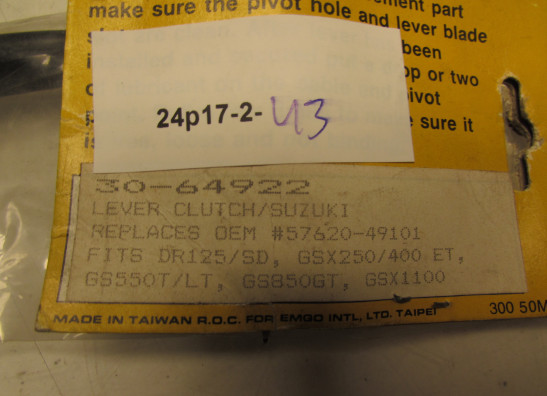 make sure the pivot hole and lever blade
been
op or two
pivot
sure it
24p17-2-43
30-64922
LEVER CLUTCH/SUZUKI
REPLACES OEM #57620-49101
FITS DR125/SD, GSX250/400 ET,
GS550T/LT, GS850GT, GSX1100
MADE IN TAIWAN R.O.C. FOR EMGO INTL, LTD. TAIPEI
300 50M